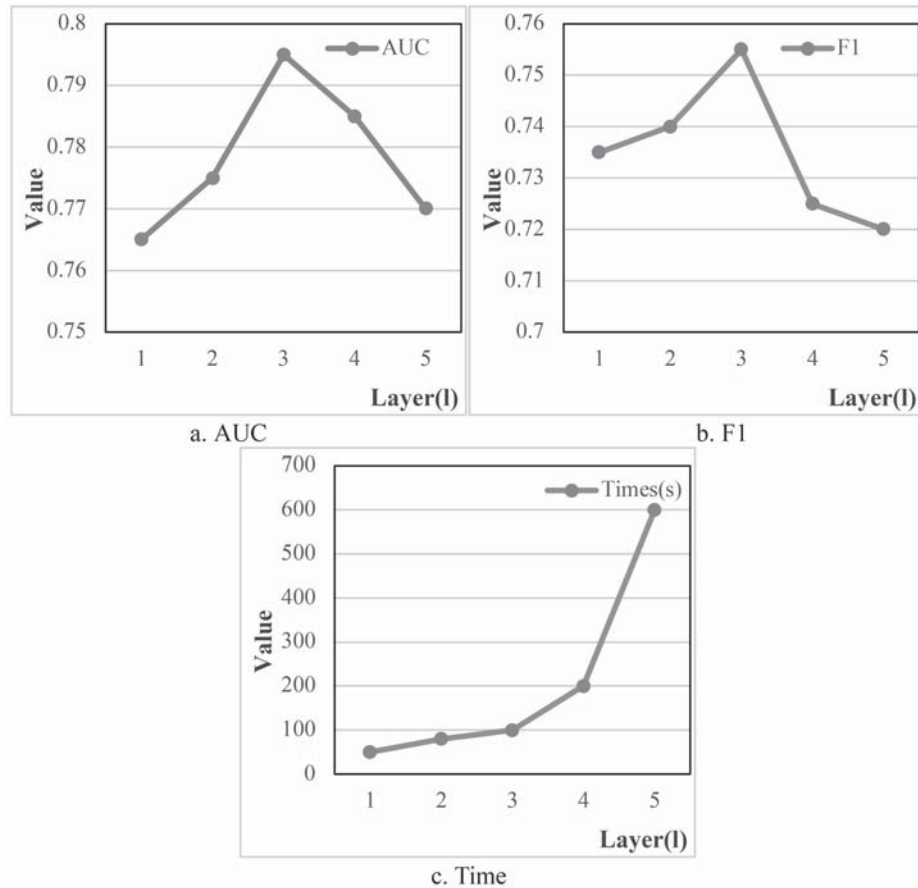 0.8
AUC
0.79
0.78
0.77
0.76
0.75
Value
1 2 3 4 5
Layer(l)
a. AUC
0.76
F1
0.75
0.74
0.73
0.72
0.71
0.7
Value
1 2 3 4 5
Layer(l)
b. F1
700
Times(s)
600
500
400
300
200
100
0
Value
1 2 3 4 5
Layer(l)
c. Time